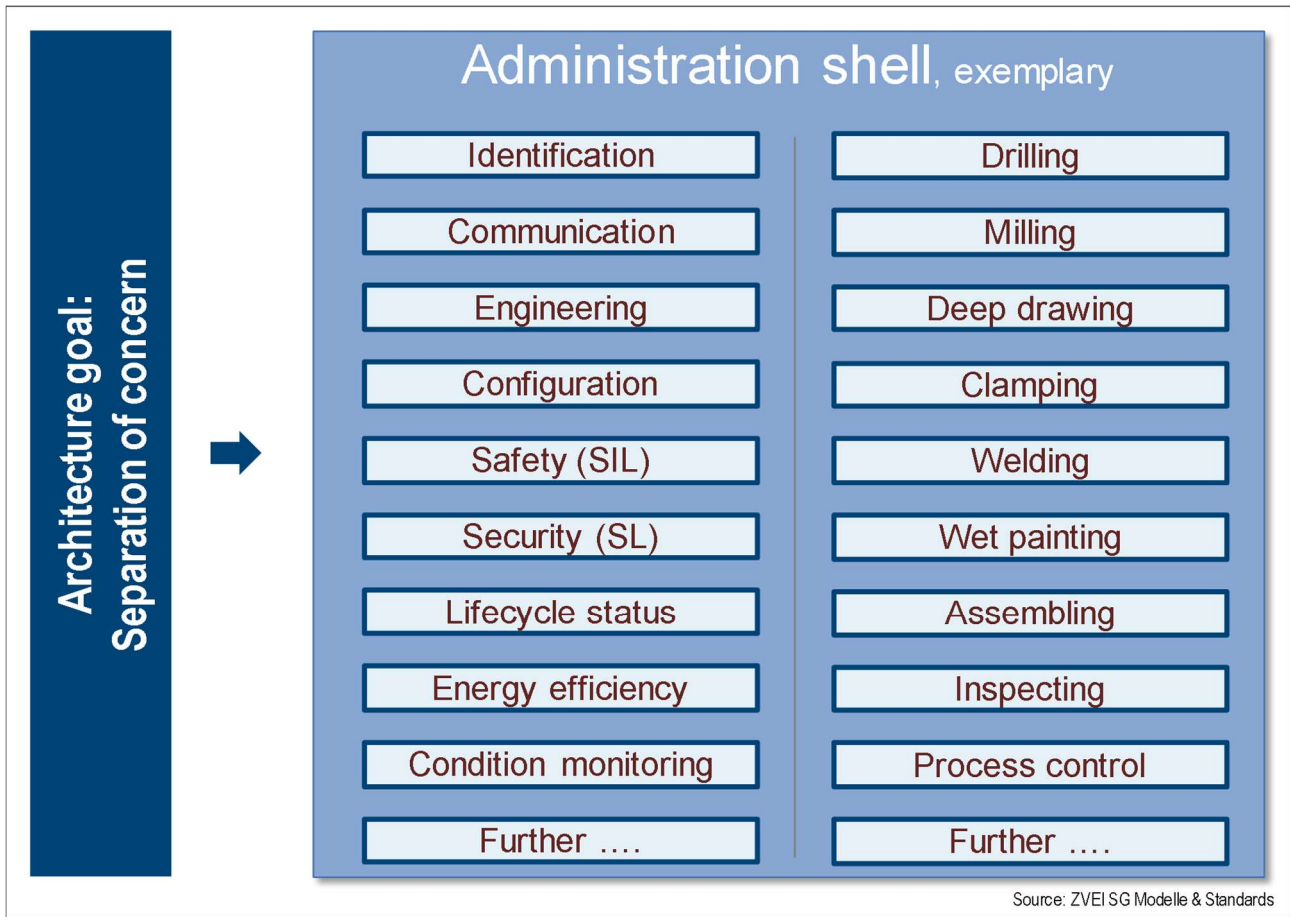 Architecture goal:
Separation of concern
Administration shell, exemplary
Identification
Communication
Engineering
Configuration
Safety (SIL)
Security (SL)
Lifecycle status
Energy efficiency
Condition monitoring
Further ....
Drilling
Milling
Deep drawing
Clamping
Welding
Wet painting
Assembling
Inspecting
Process control
Further ....
Source: ZVEI SG Modelle & Standards